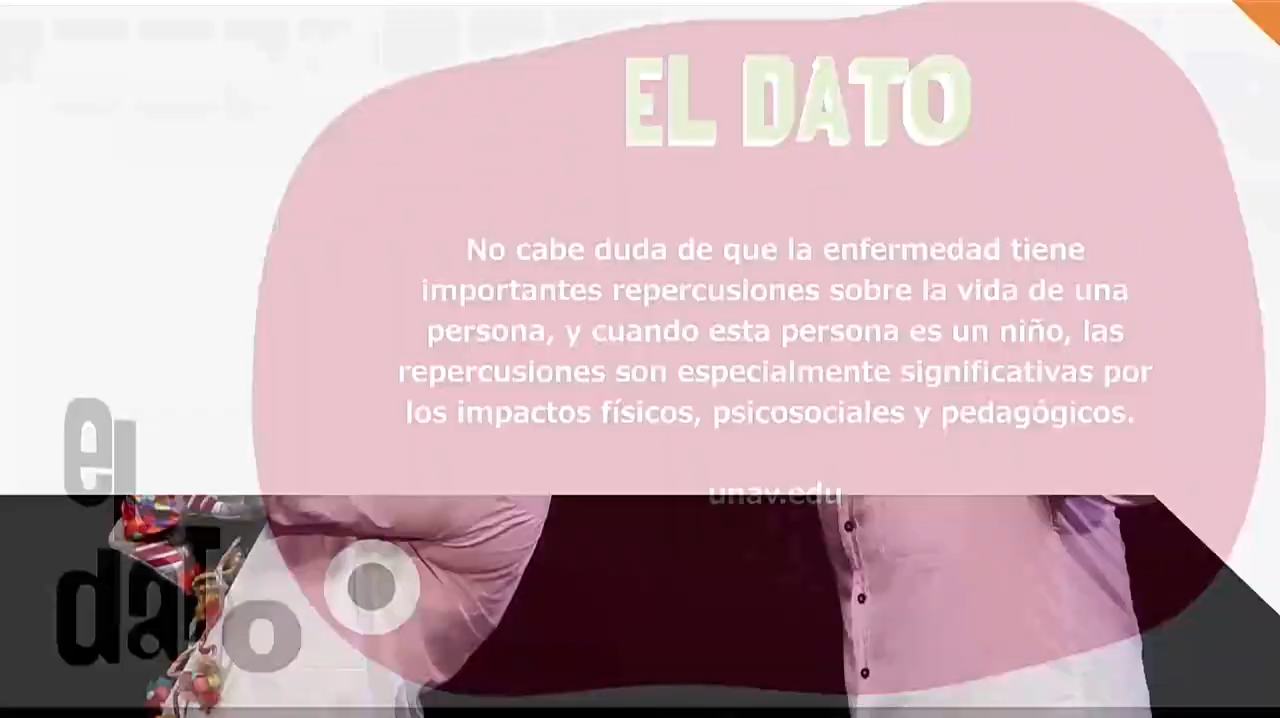 EL DATO
No cabe duda de que la enfermedad tiene
importantes repercusiones sobre la vida de una
persona, y cuando esta persona es un niño, las
repercusiones son especialmente significativas por
los impactos físicos, psicosociales y pedagógicos.
unav.edu
el
daTo